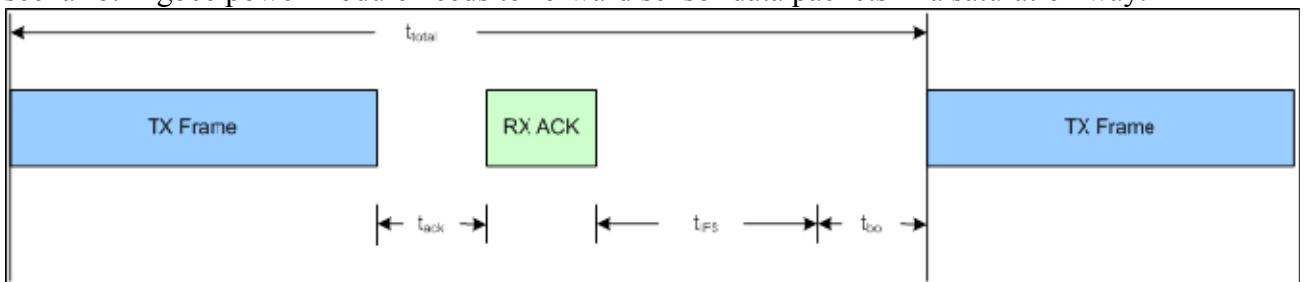 t_total
TX Frame RX ACK TX Frame
t_ack t_IFS t_bo